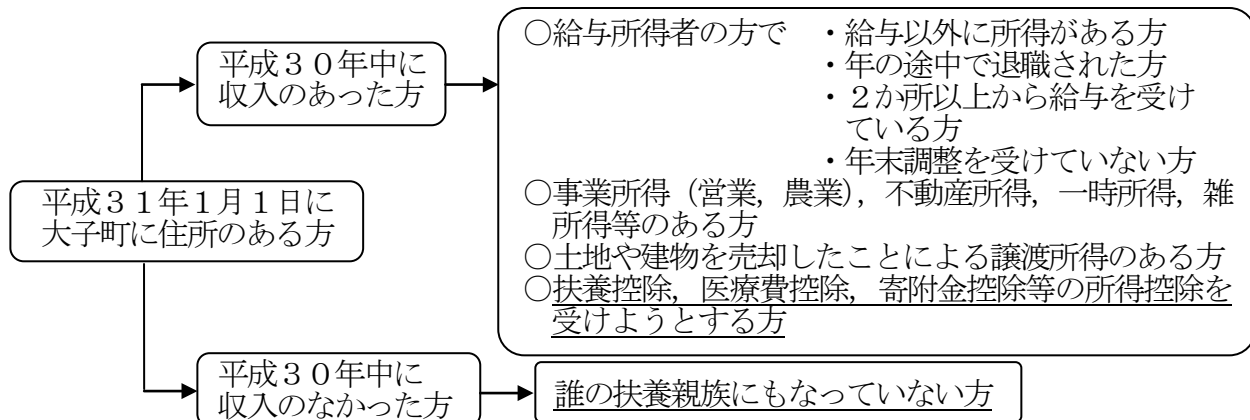 平成３１年１月１日に
大子町に住所のある方
平成３０年中に
収入のあった方
○給与所得者の方で　・給与以外に所得がある方
・年の途中で退職された方
・２か所以上から給与を受け
ている方
・年末調整を受けていない方
○事業所得（営業，農業），不動産所得，一時所得，雑
所得等のある方
○土地や建物を売却したことによる譲渡所得のある方
○扶養控除，医療費控除，寄附金控除等の所得控除を
受けようとする方
平成３０年中に
収入のなかった方
誰の扶養親族にもなっていない方